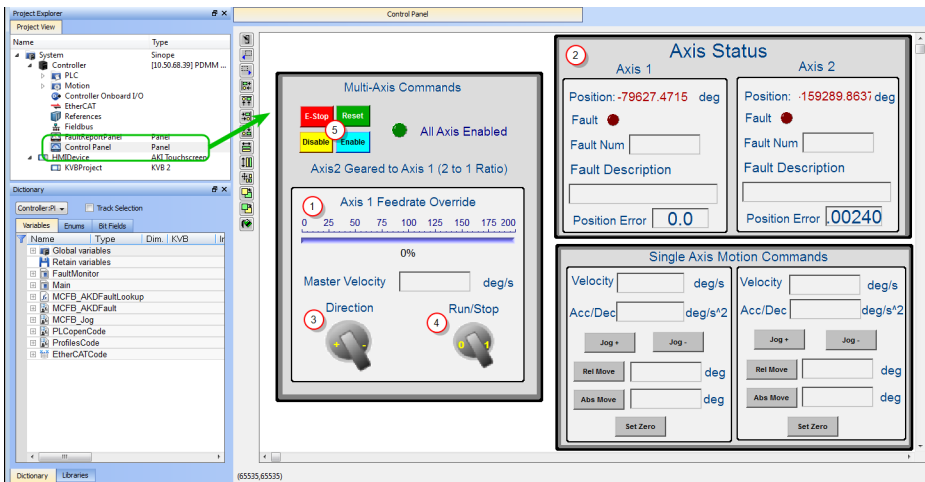 Project Explorer
Project View
Name Type
System Sinope
Controller [10.50.68.39] PDMM ...
PLC
Motion
Controller Onboard I/O
EtherCAT
References
Fieldbus
FaultReportPanel Panel
Control Panel Panel
HMIDevice AKI Touchscreen
KVBProject KVB 2
Dictionary
Controller:Pl
Track Selection
Variables Enums Bit Fields
Name Type Dim. KVB Ir
Global variables
Retain variables
FaultMonitor
Main
MCFB_AKDFaultLookup
MCFB_AKDFault
MCFB_Jog
PLCopenCode
ProfilesCode
EtherCATCode
Dictionary Libraries
Control Panel
Multi-Axis Commands
E-Stop Reset
5
Disable Enable
All Axis Enabled
Axis2 Geared to Axis 1 (2 to 1 Ratio)
1 Axis 1 Feedrate Override
0 25 50 75 100 125 150 175 200
0%
Master Velocity deg/s
Direction Run/Stop
3 4
+ - 0 1
2 Axis Status
Axis 1 Axis 2
Position: -79627.4715 deg
Fault
Fault Num
Fault Description
Position Error 0.0
Position: -159289.8637 deg
Fault
Fault Num
Fault Description
Position Error .00240
Single Axis Motion Commands
Velocity deg/s
Acc/Dec deg/s^2
Jog + Jog -
Rel Move deg
Abs Move deg
Set Zero
Velocity deg/s
Acc/Dec deg/s^2
Jog + Jog -
Rel Move deg
Abs Move deg
Set Zero
(65535,65535)